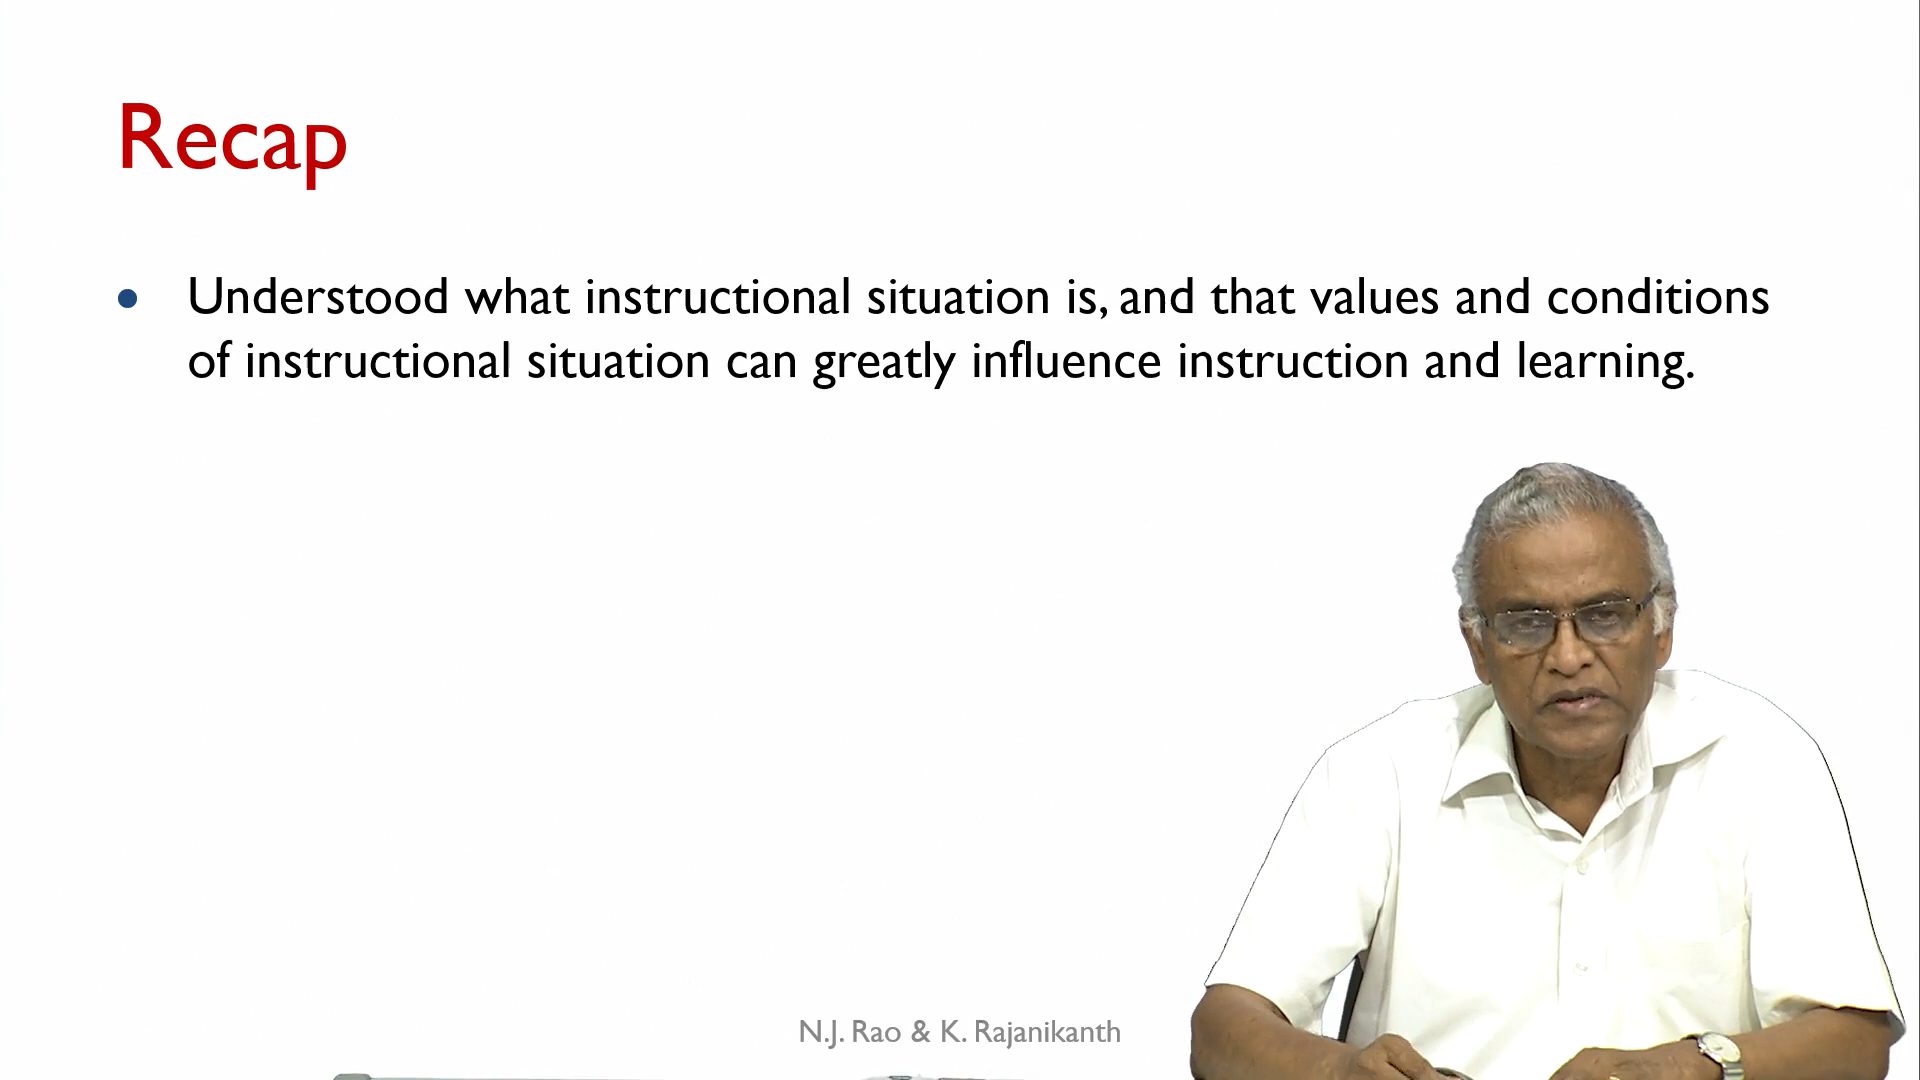 Recap
• Understood what instructional situation is, and that values and conditions
of instructional situation can greatly influence instruction and learning.
N.J. Rao & K. Rajanikanth